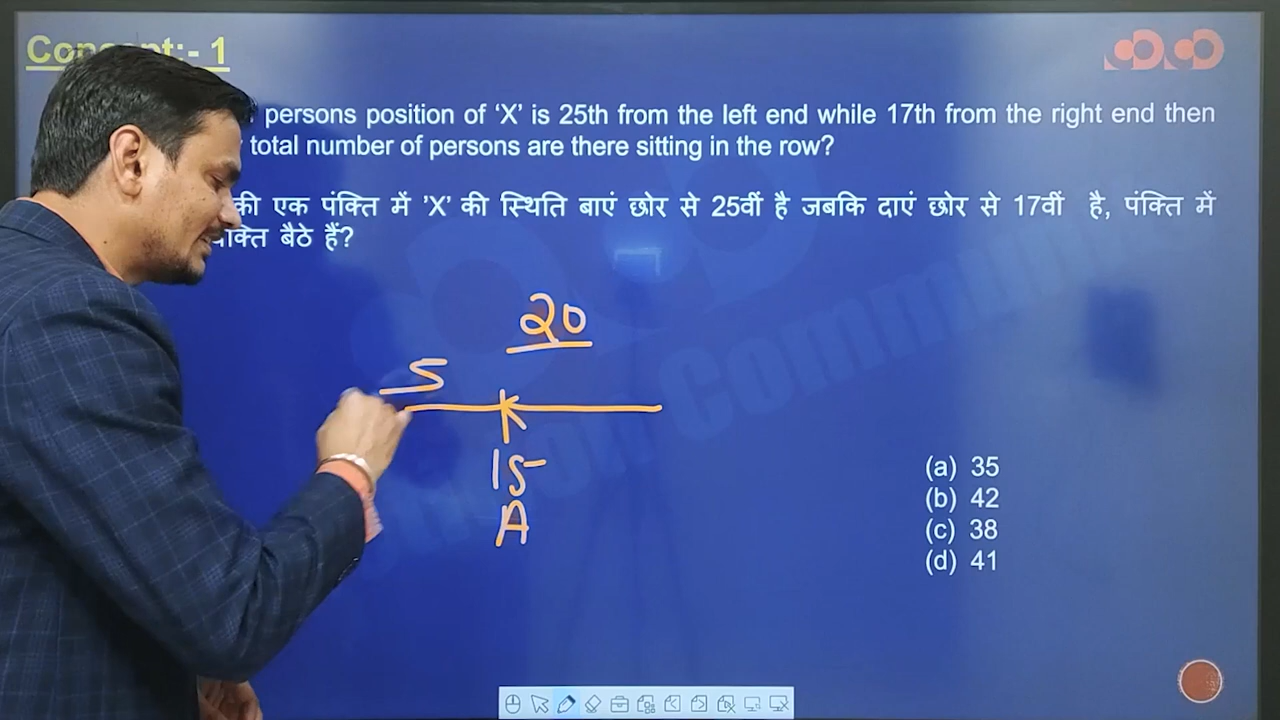 Concept:- 1
persons position of ‘X’ is 25th from the left end while 17th from the right end then
total number of persons are there sitting in the row?
की एक पंक्ति में ’X’ की स्थिति बाएं छोर से 25वीं है जबकि दाएं छोर से 17वीं है, पंक्ति में
बैठे हैं?
20
5
15
A
(a) 35
(b) 42
(c) 38
(d) 41